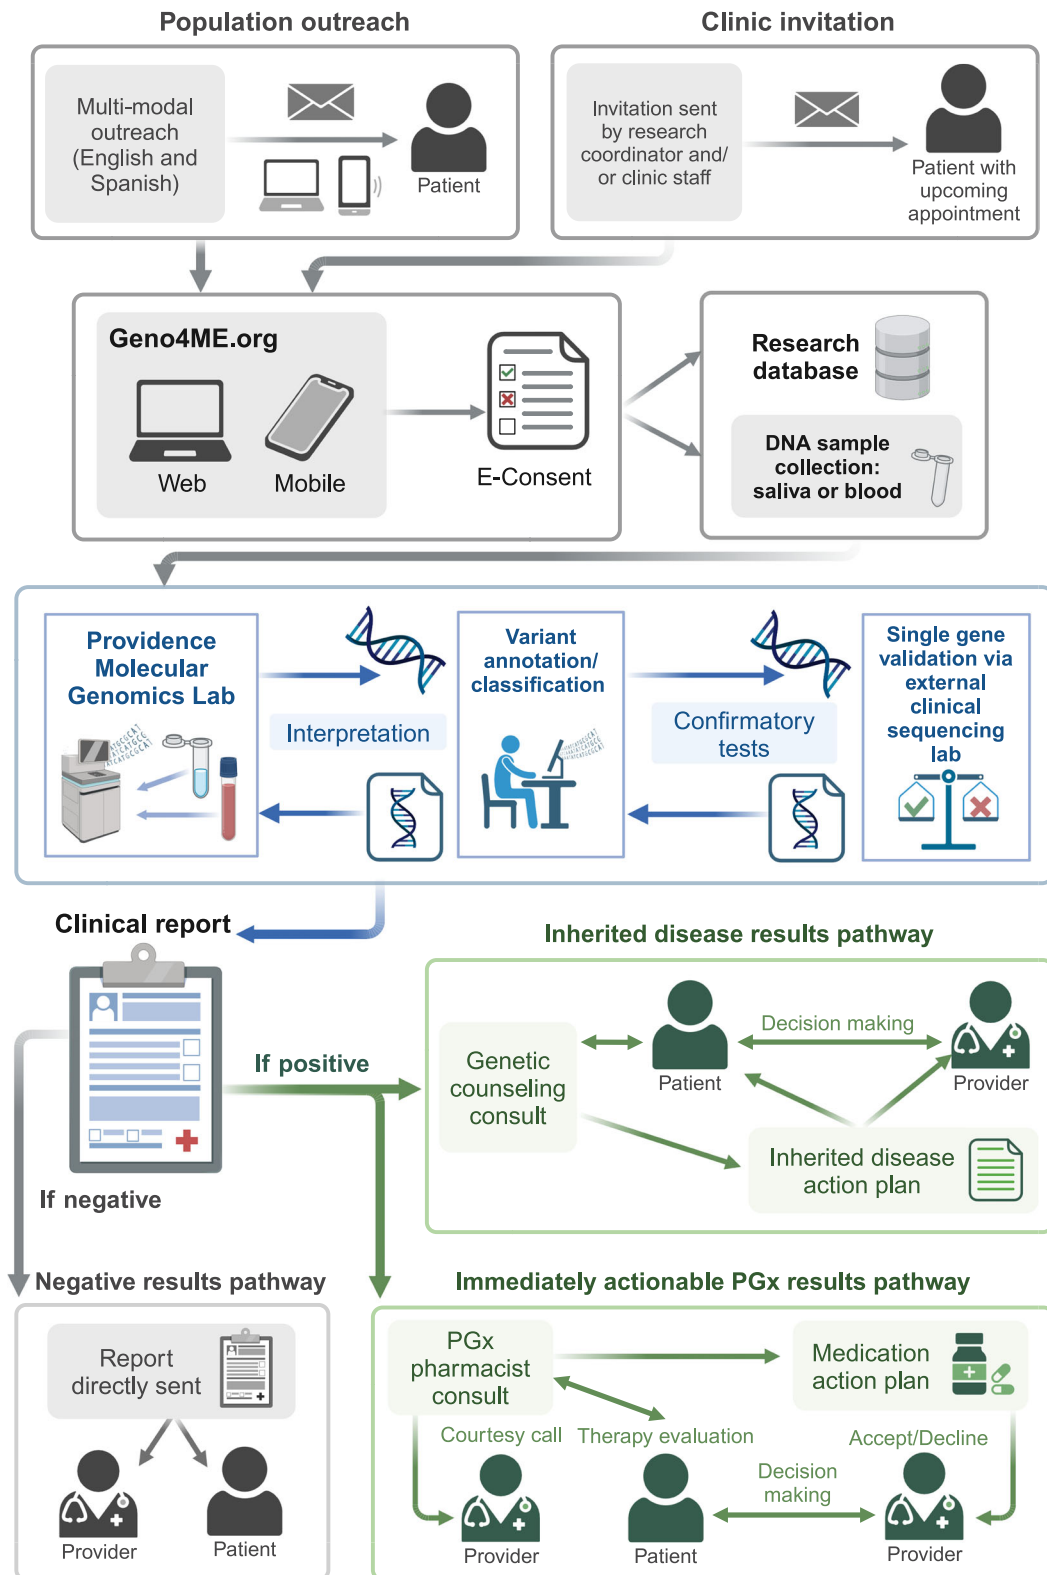 Population outreach
Clinic invitation
Multi-modal
outreach
(English and
Spanish)
Patient
Invitation sent
by research
coordinator and/
or clinic staff
Patient with
upcoming
appointment
Geno4ME.org
Web
Mobile
E-Consent
Research
database
DNA sample
collection:
saliva or blood
Providence
Molecular
Genomics Lab
Interpretation
Variant
annotation/
classification
Confirmatory
tests
Single gene
validation via
external
clinical
sequencing
lab
Clinical report
If positive
If negative
Inherited disease results pathway
Genetic
counseling
consult
Patient
Decision making
Provider
Inherited disease
action plan
Negative results pathway
Report
directly sent
Provider
Patient
Immediately actionable PGx results pathway
PGx
pharmacist
consult
Medication
action plan
Courtesy call
Therapy evaluation
Accept/Decline
Decision
making
Provider
Patient
Provider